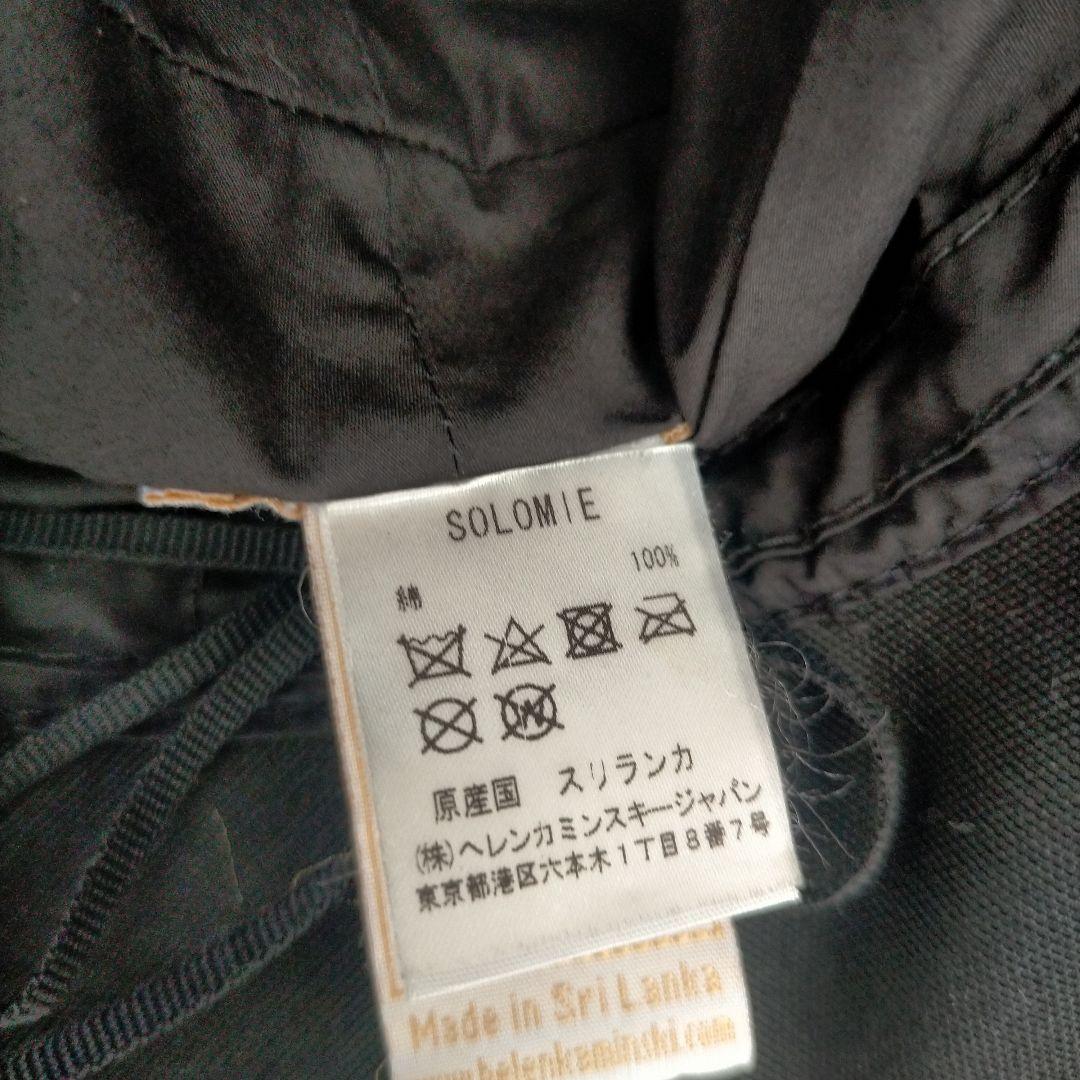 SOLOMIE
綿 100%
W
原産国 スリランカ
(株)ヘレンカミンスキージャパン
東京都港区六本木1丁目8番7号
Made in Sri Lanka
helenkaminski.com